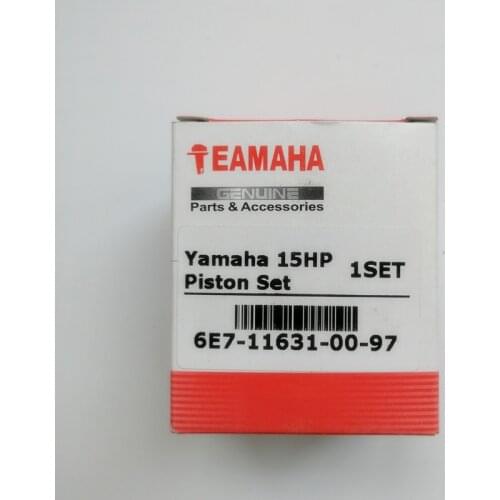 TEAMAHA
GENUINE
Parts & Accessories
Yamaha 15HP 1SET
Piston Set
6E7-11631-00-97